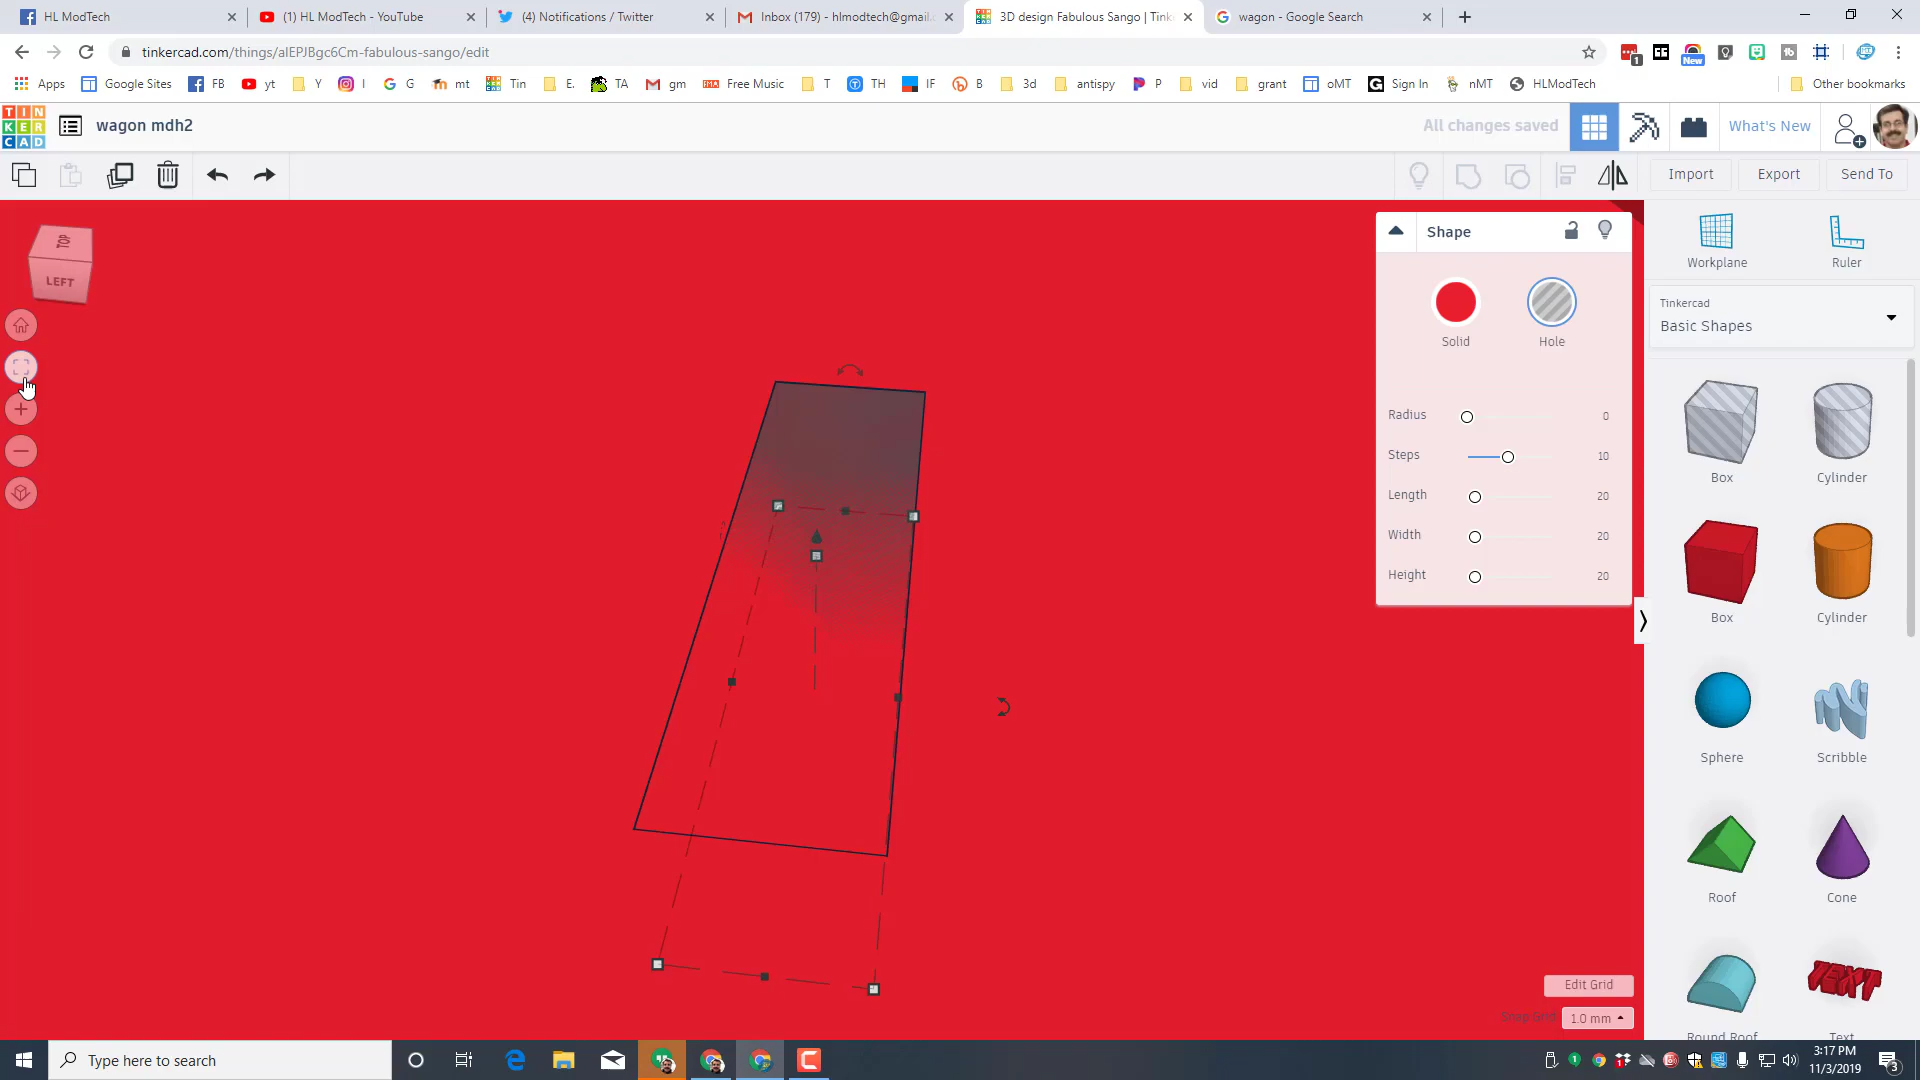 HL ModTech
(1) HL ModTech - YouTube
(4) Notifications / Twitter
Inbox (179) - hlmodtech@gmail.c
3D design Fabulous Sango | Tink
wagon - Google Search
tinkercad.com/things/alEPJBgc6Cm-fabulous-sango/edit
1
New
Apps
Google Sites
FB
yt
Y
I
G
mt
Tin
E.
TA
gm
Free Music
T
TH
IF
B
3d
antispy
P
vid
grant
oMT
Sign In
nMT
HLModTech
Other bookmarks
TIN
KER
CAD
wagon mdh2
All changes saved
What's New
Import
Export
Send To
TOP
LEFT
Shape
Solid
Hole
Radius 0
Steps 10
Length 20
Width 20
Height 20
Workplane
Ruler
Tinkercad
Basic Shapes
Box
Cylinder
Box
Cylinder
Sphere
Scribble
Roof
Cone
TEXT
Round Roof
Text
Edit Grid
Snap Grid 1.0 mm
Type here to search
3:17 PM
11/3/2019
3